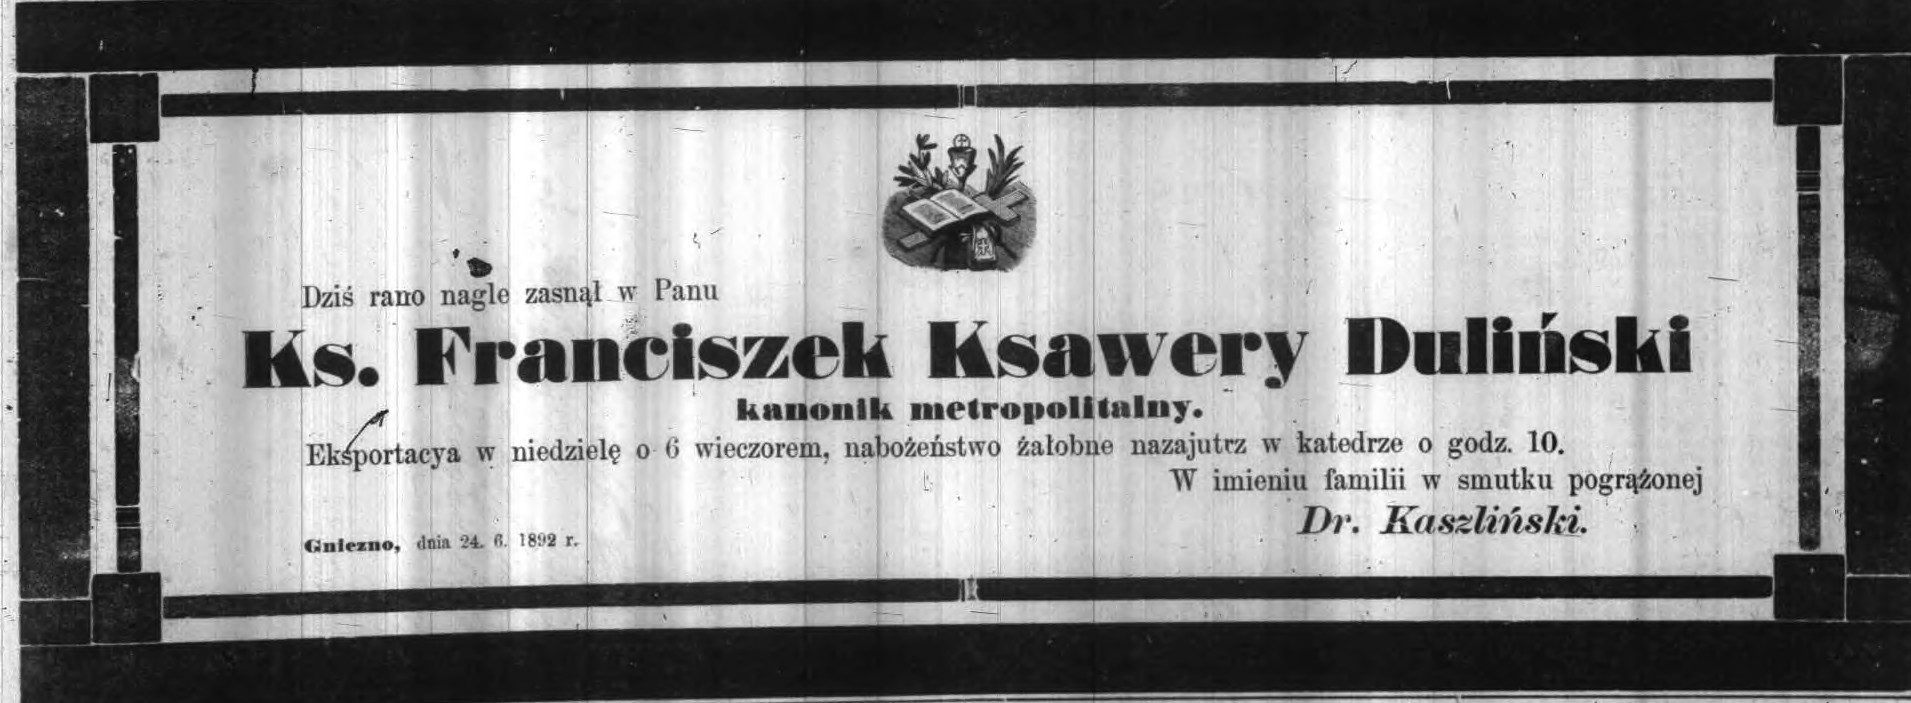 Dziś rano nagle zasnął w Panu
Ks. Franciszek Ksawery Duliński
kanonik metropolitalny.
Eksportacya w niedzielę o 6 wieczorem, nabożeństwo żałobne nazajutrz w katedrze o godz. 10.
W imieniu familii w smutku pogrążonej
Dr. Kaszliński.
Gniezno, dnia 24. 6. 1892 r.